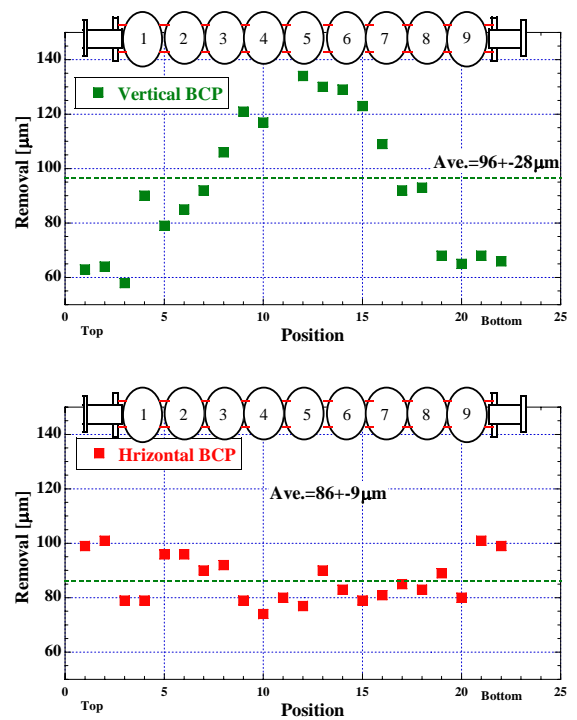 1 2 3 4 5 6 7 8 9
140
120
100
80
60
Removal [μm]
Vertical BCP
Ave.=96+-28μm
0 5 10 15 20 25
Top Position Bottom
1 2 3 4 5 6 7 8 9
140
120
100
80
60
Removal [μm]
Hrizontal BCP
Ave.=86+-9μm
0 5 10 15 20 25
Top Position Bottom